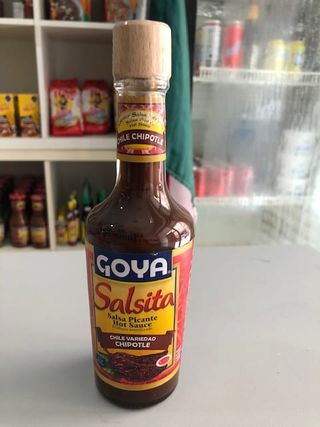 CHILE CHIPOTLE
GOYA
Salsita
Salsa Picante
Hot Sauce
CHILE VARIEDAD
CHIPOTLE